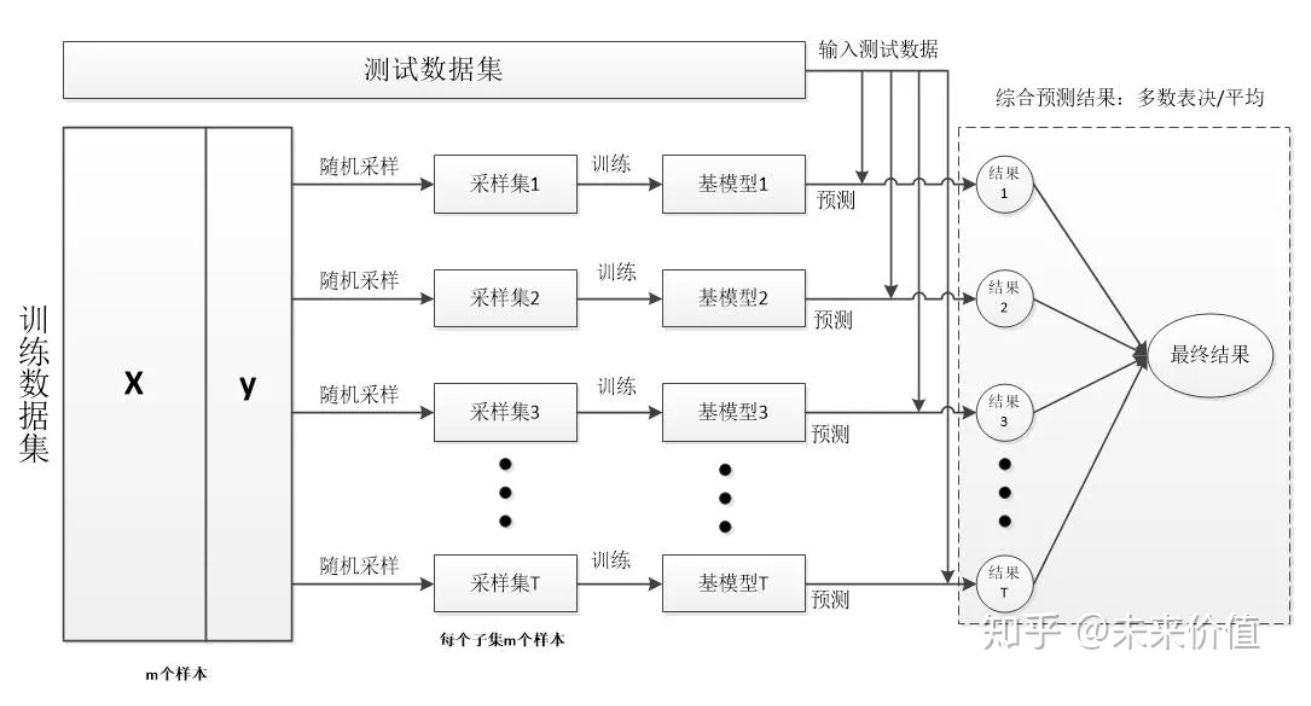 测试数据集
输入测试数据
综合预测结果：多数表决/平均
训练数据集
X
y
随机采样
采样集1
训练
基模型1
预测
结果
1
随机采样
采样集2
训练
基模型2
预测
结果
2
最终结果
随机采样
采样集3
训练
基模型3
预测
结果
3
随机采样
采样集T
训练
基模型T
预测
结果
T
每个子集m个样本
m个样本
知乎 @未来价值